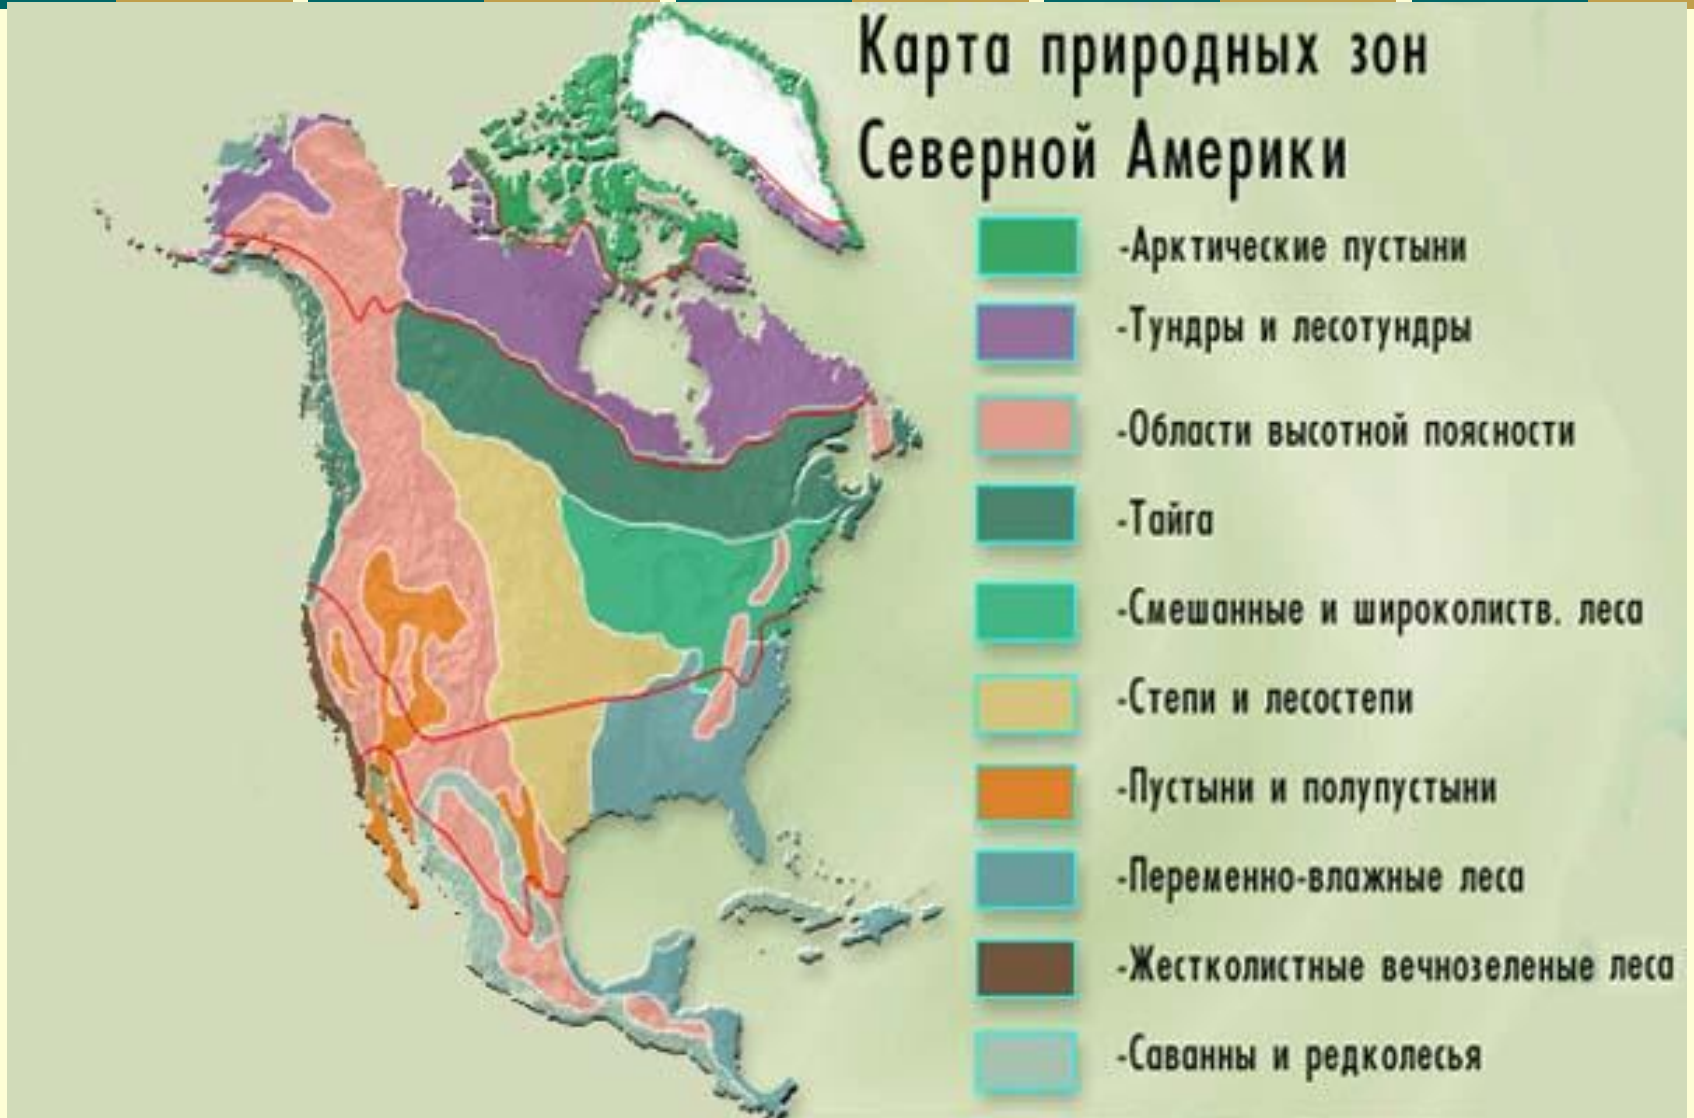 Карта природных зон
Северной Америки
-Арктические пустыни
-Тундры и лесотундры
-Области высотной поясности
-Тайга
-Смешанные и широколиств. леса
-Степи и лесостепи
-Пустыни и полупустыни
-Переменно-влажные леса
-Жестколистные вечнозеленые леса
-Саванны и редколесья